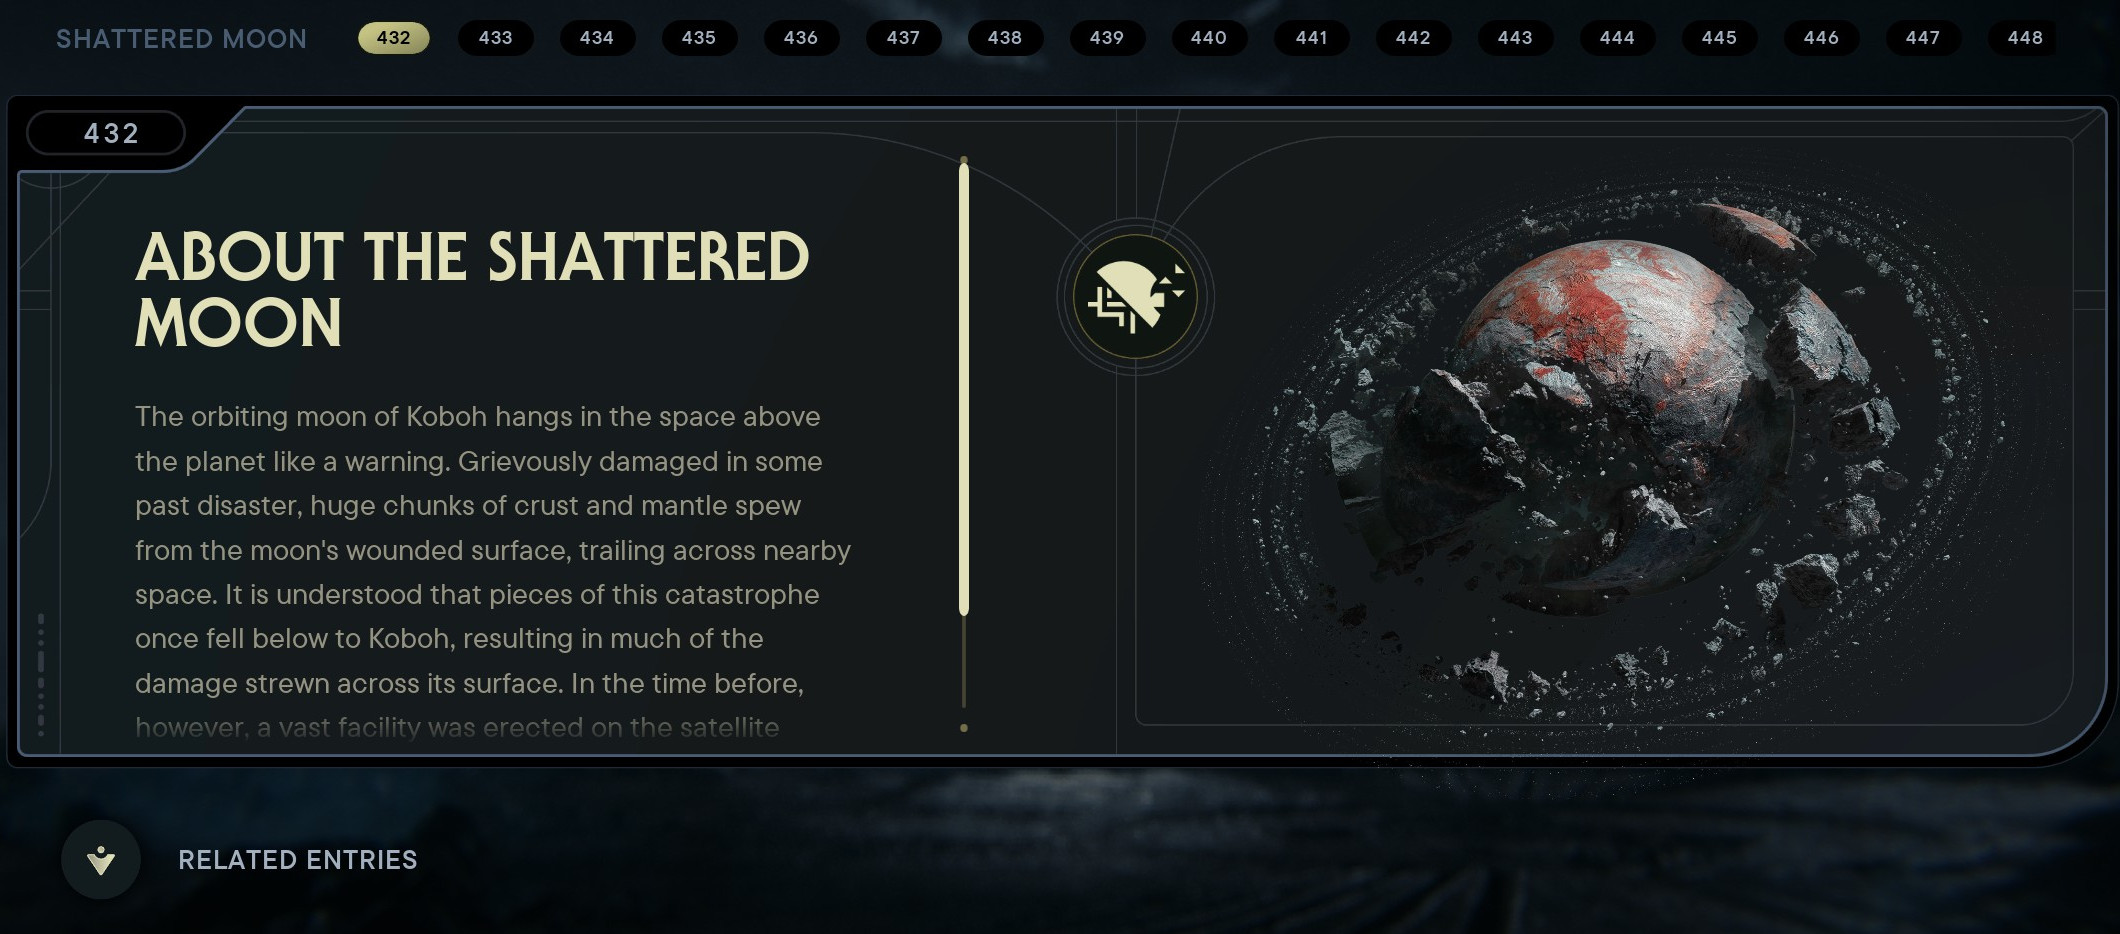 SHATTERED MOON 432 433 434 435 436 437 438 439 440 441 442 443 444 445 446 447 448
432
ABOUT THE SHATTERED
MOON
The orbiting moon of Koboh hangs in the space above
the planet like a warning. Grievously damaged in some
past disaster, huge chunks of crust and mantle spew
from the moon's wounded surface, trailing across nearby
space. It is understood that pieces of this catastrophe
once fell below to Koboh, resulting in much of the
damage strewn across its surface. In the time before,
however, a vast facility was erected on the satellite
RELATED ENTRIES